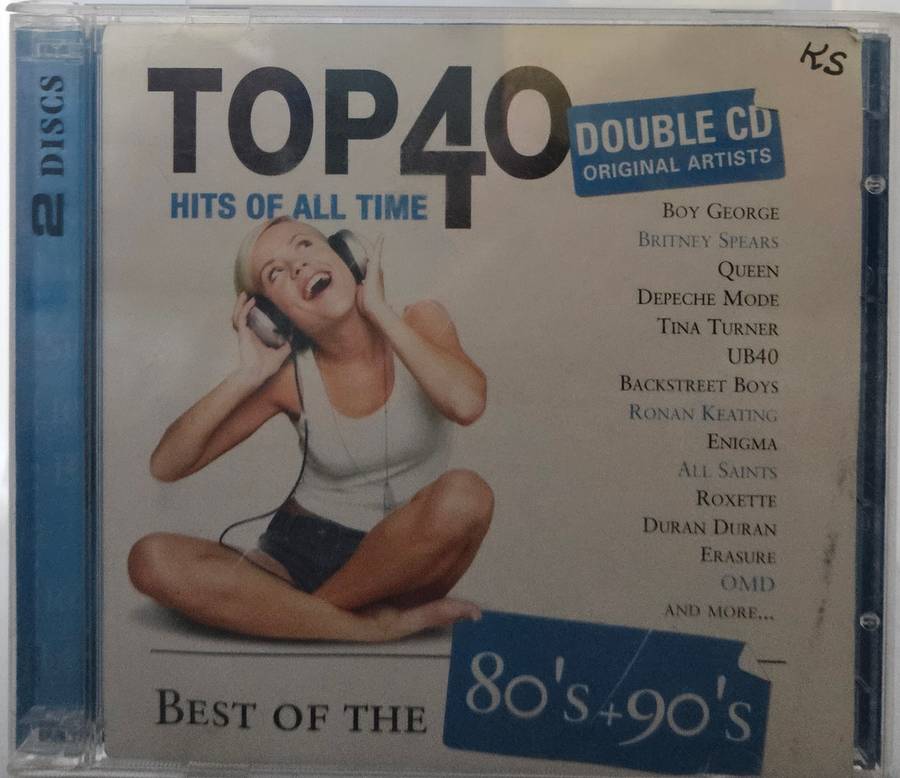 2 DISCS
KS
TOP 40
HITS OF ALL TIME
DOUBLE CD
ORIGINAL ARTISTS
BOY GEORGE
BRITNEY SPEARS
QUEEN
DEPECHE MODE
TINA TURNER
UB40
BACKSTREET BOYS
RONAN KEATING
ENIGMA
ALL SAINTS
ROXETTE
DURAN DURAN
ERASURE
OMD
AND MORE...
BEST OF THE 80's + 90's